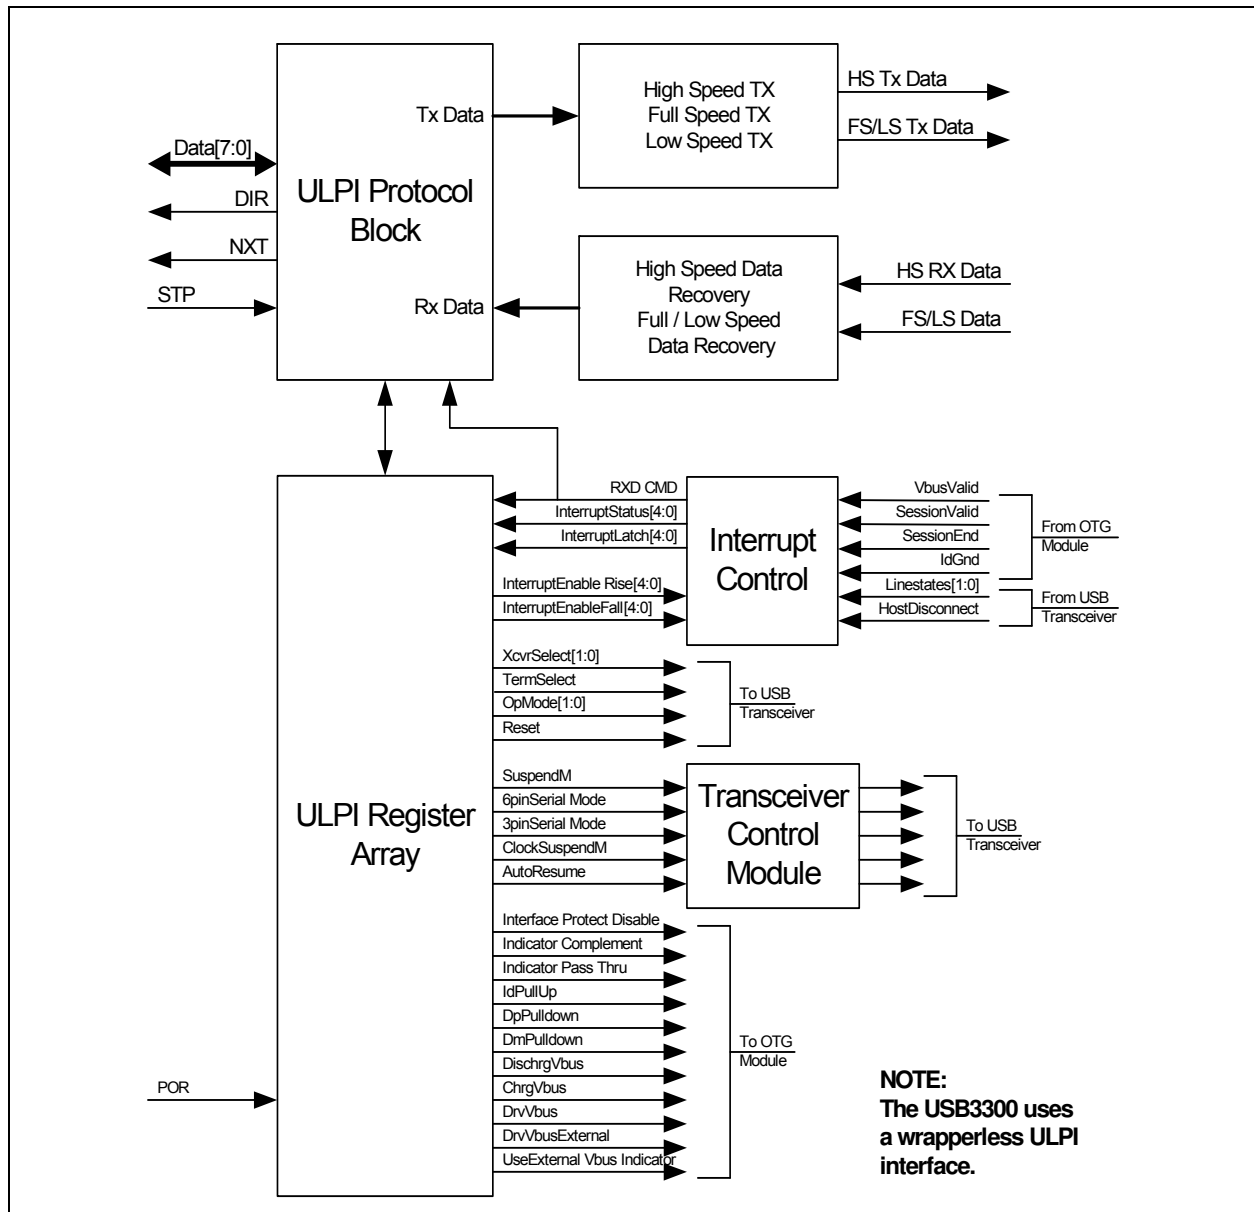 High Speed TX
Full Speed TX
Low Speed TX
HS Tx Data
FS/LS Tx Data
Tx Data
Data[7:0]
DIR
NXT
STP
ULPI Protocol
Block
Rx Data
High Speed Data
Recovery
Full / Low Speed
Data Recovery
HS RX Data
FS/LS Data
RXD CMD
InterruptStatus[4:0]
InterruptLatch[4:0]
InterruptEnable Rise[4:0]
InterruptEnableFall[4:0]
Interrupt
Control
VbusValid
SessionValid
SessionEnd
IdGnd
Linestates[1:0]
HostDisconnect
From OTG
Module
From USB
Transceiver
XcvrSelect[1:0]
TermSelect
OpMode[1:0]
Reset
To USB
Transceiver
ULPI Register
Array
SuspendM
6pinSerial Mode
3pinSerial Mode
ClockSuspendM
AutoResume
Transceiver
Control
Module
To USB
Transceiver
Interface Protect Disable
Indicator Complement
Indicator Pass Thru
IdPullUp
DpPulldown
DmPulldown
DischrgVbus
ChrgVbus
DrvVbus
DrvVbusExternal
UseExternal Vbus Indicator
To OTG
Module
POR
NOTE:
The USB3300 uses
a wrapperless ULPI
interface.